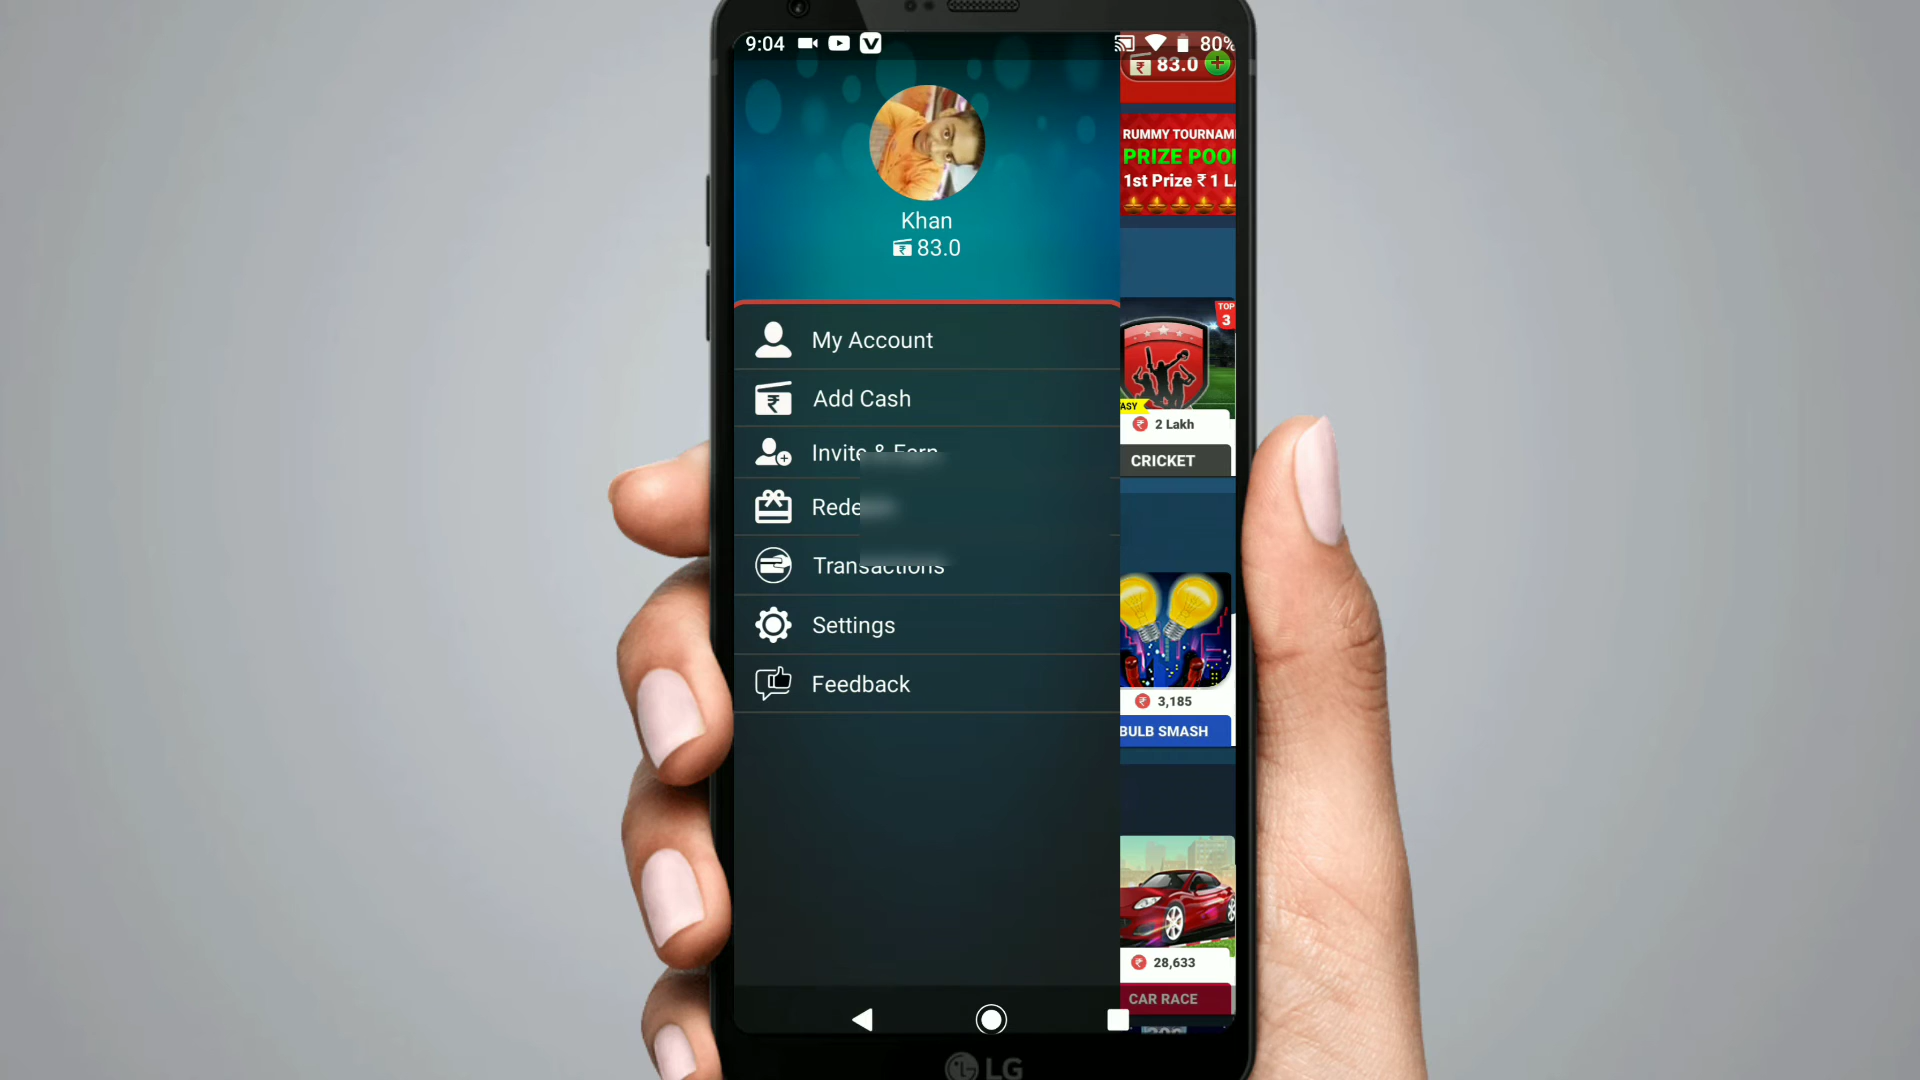 9:04
80%
83.0
Khan
83.0
My Account
Add Cash
Invite & Earn
Rede
Transactions
Settings
Feedback
RUMMY TOURNAM
PRIZE POO
1st Prize ₹ 1 L
TOP
3
ASY
2 Lakh
CRICKET
3,185
BULB SMASH
28,633
CAR RACE
LG